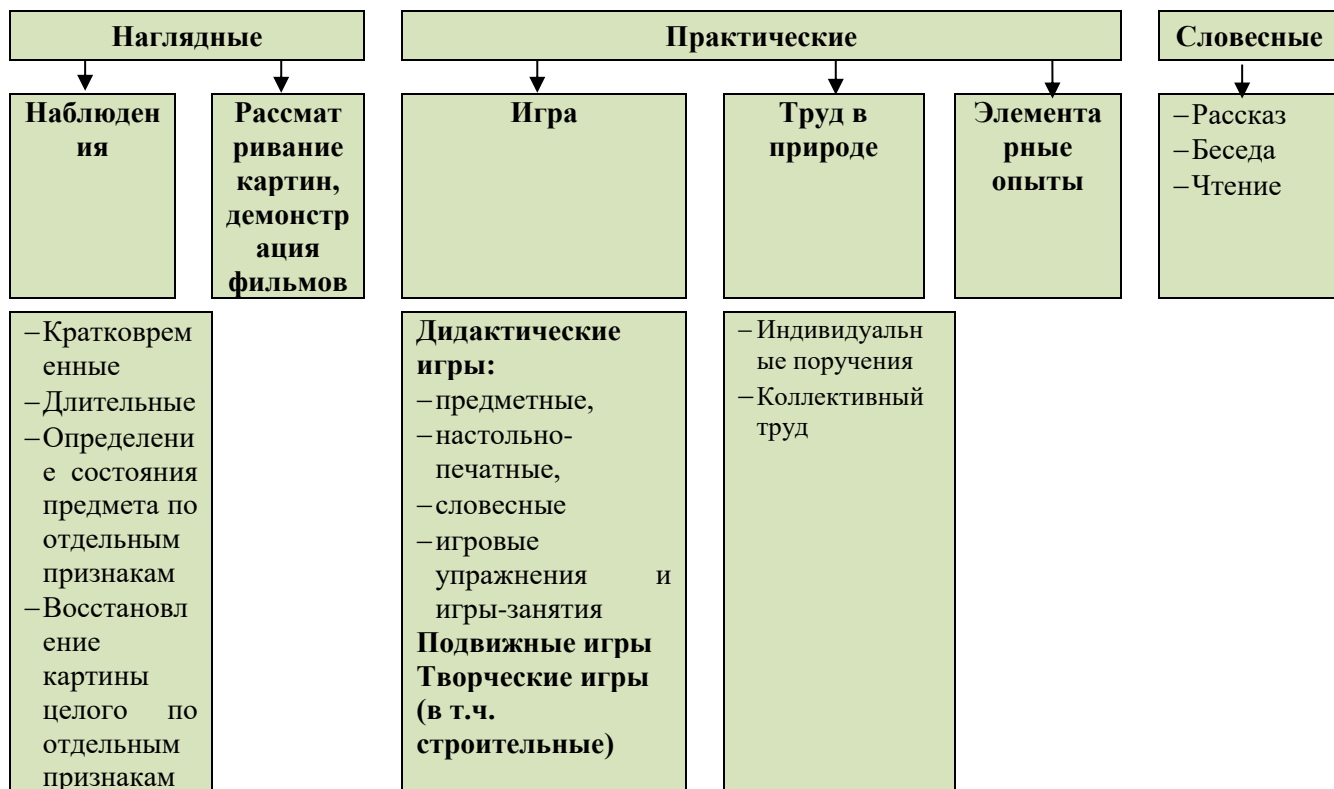 Наглядные
Практические
Словесные
Наблюден
ия
Рассмат
ривание
картин,
демонстр
ация
фильмов
Игра
Труд в
природе
Элемента
рные
опыты
−Рассказ
−Беседа
−Чтение
−Кратковрем
енные
−Длительные
−Определени
е состояния
предмета по
отдельным
признакам
−Восстановл
ение
картины
целого по
отдельным
признакам
Дидактические
игры:
−предметные,
−настольно-
печатные,
−словесные
−игровые
упражнения и
игры-занятия
Подвижные игры
Творческие игры
(в т.ч.
строительные)
−Индивидуальн
ые поручения
−Коллективный
труд